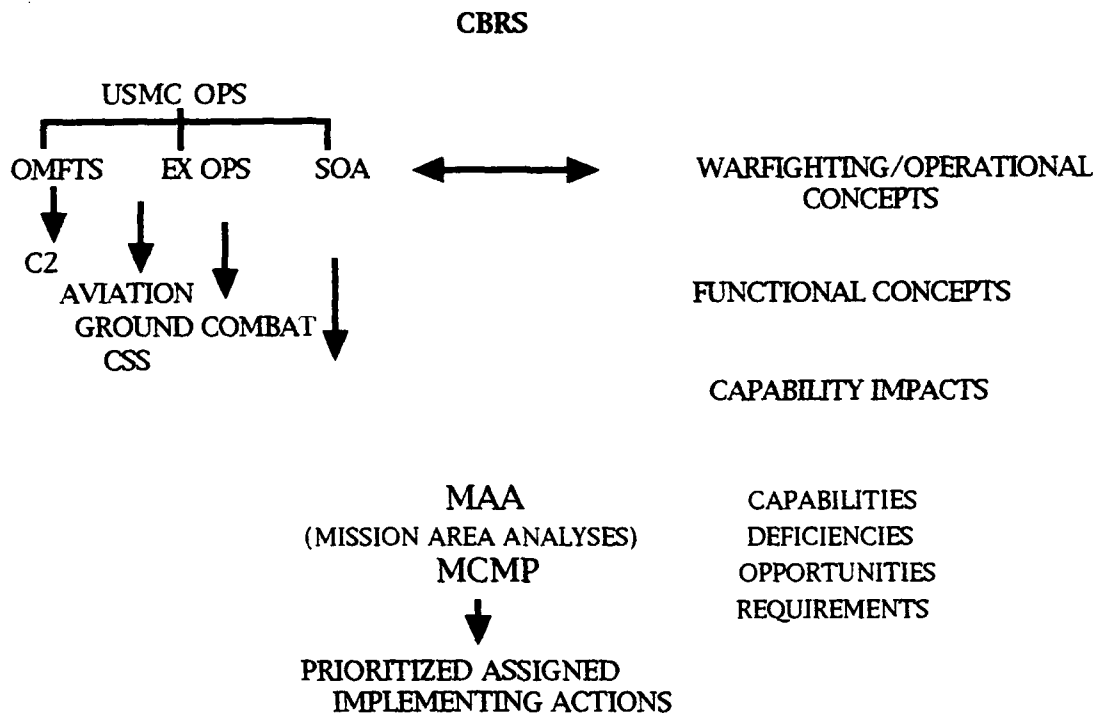 CBRS
USMC OPS
OMFTS EX OPS SOA WARFIGHTING/OPERATIONAL
CONCEPTS
C2
AVIATION FUNCTIONAL CONCEPTS
GROUND COMBAT
CSS
CAPABILITY IMPACTS
MAA CAPABILITIES
(MISSION AREA ANALYSES) DEFICIENCIES
MCMP OPPORTUNITIES
REQUIREMENTS
PRIORITIZED ASSIGNED
IMPLEMENTING ACTIONS